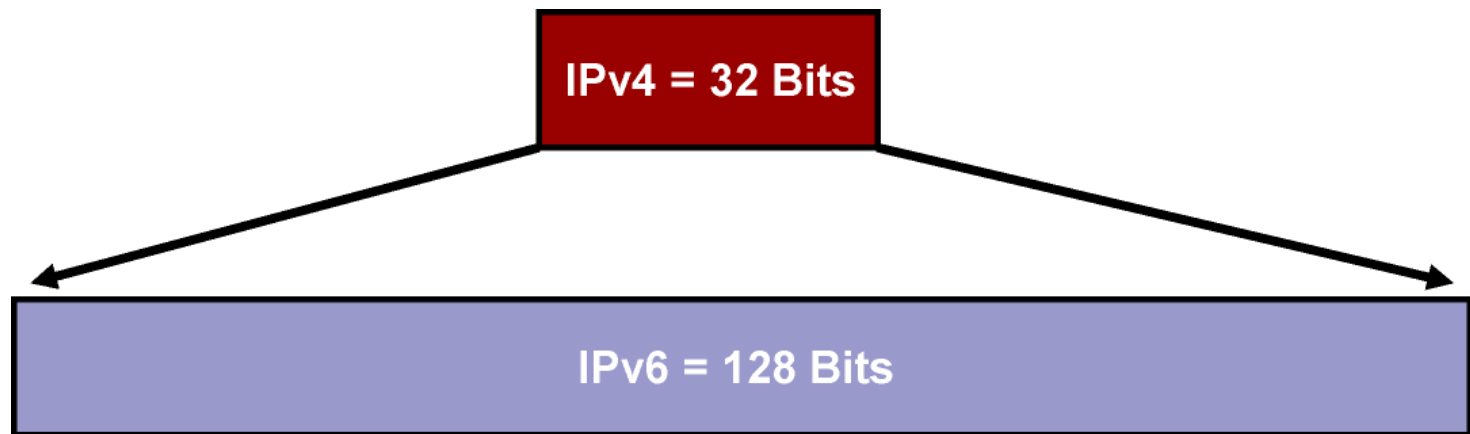 IPv4 = 32 Bits
IPv6 = 128 Bits